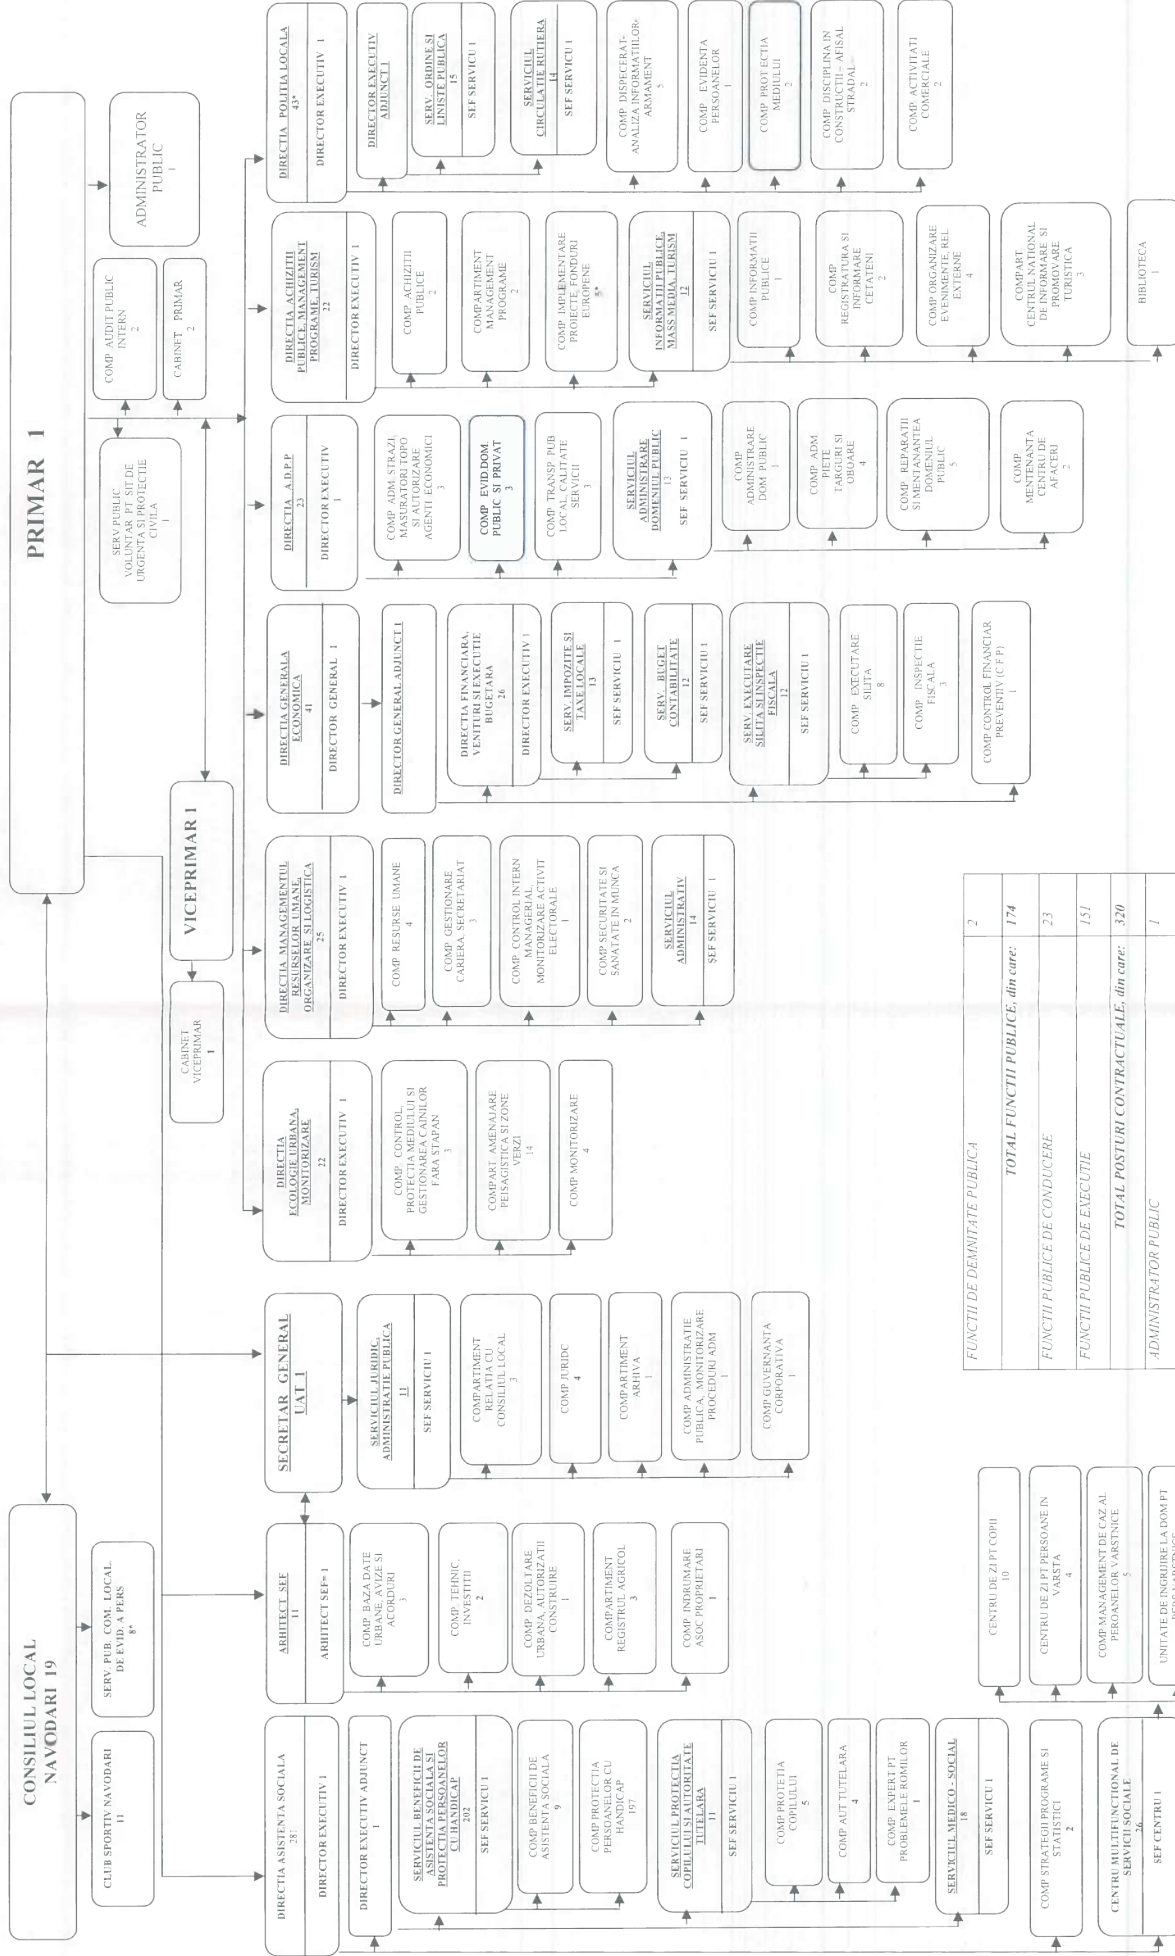 CONSILIUL LOCAL
NAVODARI 19
PRIMAR 1
CLUB SPORTIV NAVODARI
11
SERV. PUB. COM. LOCAL.
DE EVID. A PERS
8*
CABINET
VICEPRIMAR
1
VICEPRIMAR 1
SERV PUBLIC
VOLUNTAR PT SIT DE
URGENTA SI PROTECTIE
CIVILA
1
COMP AUDIT PUBLIC
INTERN
2
CABINET PRIMAR
2
ADMINISTRATOR
PUBLIC
1
DIRECTIA ASISTENTA SOCIALA
DIRECTOR EXECUTIV 1
DIRECTOR EXECUTIV ADJUNCT
1
SERVICIUL BENEFICII DE
ASISTENTA SOCIALA SI
PROTECTIA PERSOANELOR
CU HANDICAP
202
SEF SERVICU 1
COMP BENEFICII DE
ASISTENTA SOCIALA
9
COMP PROTECTIA
PERSOANELOR CU
HANDICAP
197
SERVICIUL PROTECTIA
COPILULUI SI AUTORITATE
TUTELARA
11
SEF SERVICU 1
COMP PROTETIA
COPILULUI
5
COMP AUT TUTELARA
4
COMP EXPERT PT
PROBLEMELE ROMILOR
1
SERVICIUL MEDICO - SOCIAL
18
SEF SERVICU 1
COMP STRATEGII PROGRAME SI
STATISTICI
2
CENTRU MULTIFUNCTIONAL DE
SERVICII SOCIALE
26
SEF CENTRU 1
CENTRU DE ZI PT COPII
10
CENTRU DE ZI PT PERSOANE IN
VARSTA
4
COMP MANAGEMENT DE CAZ AL
PEROANELOR VARSTNICE
5
UNITATE DE INGRIJIRE LA DOM PT
ARHITECT SEF
11
ARHITECT SEF= 1
COMP BAZA DATE
URBANE, AVIZE SI
ACORDURI
3
COMP TEHNIC.
INVESTITII
2
COMP DEZOLTARE
URBANA, AUTORIZATII
CONSTRUIRE
1
COMPARTIMENT
REGISTRUL AGRICOL
3
COMP INDRUMARE
ASOC PROPRIETARI
1
SECRETAR GENERAL
UAT 1
SERVICIUL JURIDIC,
ADMINISTRATIE PUBLICA
11
SEF SERVICIU 1
COMPARTIMENT
RELATIA CU
CONSILIUL LOCAL
3
COMP JURIDC
4
COMPARTIMENT
ARHIVA
1
COMP ADMINISTRATIE
PUBLICA, MONITORIZARE
PROCEDURI ADM
1
COMP GUVERNANTA
CORPORATIVA
1
DIRECTIA
ECOLOGIE URBANA,
MONITORIZARE
22
DIRECTOR EXECUTIV 1
COMP CONTROL,
PROTECTIA MEDIULUI SI
GESTIONAREA CAINILOR
FARA STAPAN
3
COMPART AMENAJARE
PEISAGISTICA SI ZONE
VERZI
14
COMP MONITORIZARE
4
DIRECTIA MANAGEMENTUL
RESURSELOR UMANE,
ORGANIZARE SI LOGISTICA
25
DIRECTOR EXECUTIV 1
COMP RESURSE UMANE
4
COMP GESTIONARE
CARIERA, SECRETARIAT
3
COMP CONTROL INTERN
MANAGERIAL,
MONITORIZARE ACTIVIT
ELECTORALE
1
COMP SECURITATE SI
SANATATE IN MUNCA
2
SERVICIUL
ADMINISTRATIV
14
SEF SERVICIU 1
DIRECTIA GENERALA
ECONOMICA
41
DIRECTOR GENERAL 1
DIRECTOR GENERAL ADJUNCT 1
DIRECTIA FINANCIARA,
VENITURI SI EXECUTIE
BUGETARA
26
DIRECTOR EXECUTIV 1
SERV. IMPOZITE SI
TAXE LOCALE
13
SEF SERVICIU 1
SERV. BUGET
CONTABILITATE
12
SEF SERVICIU 1
SERV. EXECUTARE
SILITA SI INSPECTIE
FISCALA
12
SEF SERVICIU 1
COMP EXECUTARE
SILITA
8
COMP INSPECTIE
FISCALA
3
COMP CONTROL FINANCIAR
PREVENTIV (C F P)
1
DIRECTIA A.D.P.P
23
DIRECTOR EXECUTIV
1
COMP ADM. STRAZI,
MASURATORI TOPO
SI AUTORIZARE
AGENTI ECONOMICI
3
COMP EVID DOM.
PUBLIC SI PRIVAT
3
COMP TRANSP PUB
LOCAL, CALITATE
SERVICII
3
SERVICIUL
ADMINISTRARE
DOMENIUL PUBLIC
13
SEF SERVICIU 1
COMP
ADMINISTRARE
DOM PUBLIC
1
COMP ADM
PIETE
TARGURI SI
OBOARE
4
COMP REPARATII
SI MENTANANTEA
DOMENIUL
PUBLIC
5
COMP
MENTENANTA
CENTRU DE
AFACERI
2
DIRECTIA ACHIZITII
PUBLICE, MANAGEMENT
PROGRAME, TURISM
22
DIRECTOR EXECUTIV 1
COMP ACHIZITII
PUBLICE
2
COMPARTIMENT
MANAGEMENT
PROGRAME
2
COMP IMPLEMENTARE
PROIECTE, FONDURI
EUROPENE
5*
SERVICIUL
INFORMATII PUBLICE,
MASS MEDIA, TURISM
12
SEF SERVICIU 1
COMP INFORMATII
PUBLICE
1
COMP
REGISTRATURA SI
INFORMARE
CETATENI
2
COMP ORGANIZARE
EVENIMENTE, REL
EXTERNE
4
COMPART
CENTRUL NATIONAL
DE INFORMARE SI
PROMOVARE
TURISTICA
3
BIBLIOTECA
1
DIRECTIA POLITIA LOCALA
43*
DIRECTOR EXECUTIV 1
DIRECTOR EXECUTIV
ADJUNCT 1
SERV. ORDINE SI
LINISTE PUBLICA
15
SEF SERVICIU 1
SERVICIUL
CIRCULATIE RUTIERA
14
SEF SERVICIU 1
COMP DISPECERAT-
ANALIZA INFORMATIILOR-
ARMAMENT
5
COMP EVIDENTA
PERSOANELOR
1
COMP PROTECTIA
MEDIULUI
2
COMP DISCIPLINA IN
CONSTRUCTII – AFISAJ
STRADAL
2
COMP ACTIVITATI
COMERCIALE
2
FUNCTII DE DEMNITATE PUBLICA 2
TOTAL FUNCTII PUBLICE, din care: 174
FUNCTII PUBLICE DE CONDUCERE 23
FUNCTII PUBLICE DE EXECUTIE 151
TOTAL POSTURI CONTRACTUALE, din care: 320
ADMINISTRATOR PUBLIC 1